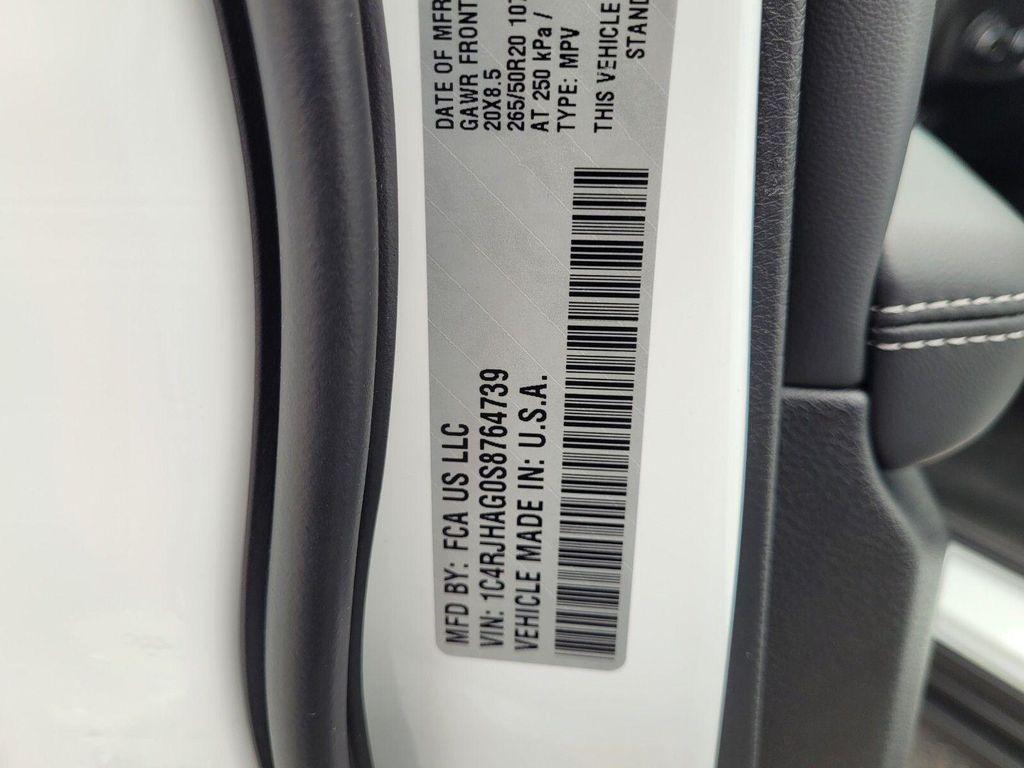 MFD BY: FCA US LLC
VIN: 1C4RJHAG0S8764739
VEHICLE MADE IN: U.S.A.
DATE OF MFR
GAWR FRONT
20X8.5
265/50R20 107
AT 250 kPa /
TYPE: MPV
THIS VEHICLE
STAND